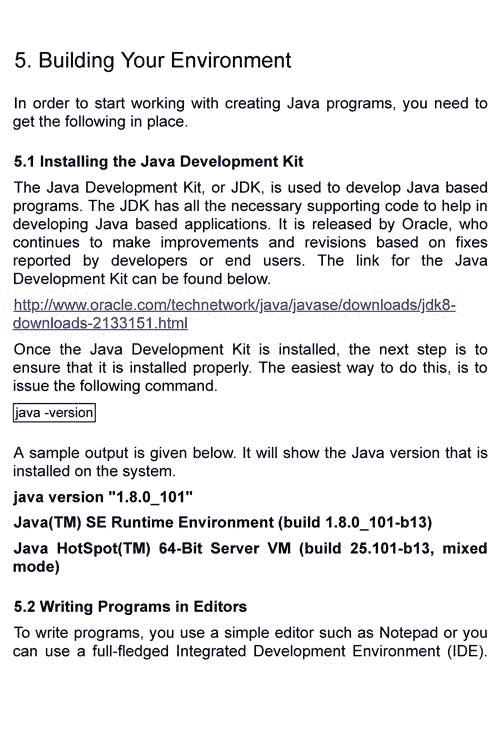 5. Building Your Environment
In order to start working with creating Java programs, you need to
get the following in place.
5.1 Installing the Java Development Kit
The Java Development Kit, or JDK, is used to develop Java based
programs. The JDK has all the necessary supporting code to help in
developing Java based applications. It is released by Oracle, who
continues to make improvements and revisions based on fixes
reported by developers or end users. The link for the Java
Development Kit can be found below.
http://www.oracle.com/technetwork/java/javase/downloads/jdk8-
downloads-2133151.html
Once the Java Development Kit is installed, the next step is to
ensure that it is installed properly. The easiest way to do this, is to
issue the following command.
java -version
A sample output is given below. It will show the Java version that is
installed on the system.
java version "1.8.0_101"
Java(TM) SE Runtime Environment (build 1.8.0_101-b13)
Java HotSpot(TM) 64-Bit Server VM (build 25.101-b13, mixed
mode)
5.2 Writing Programs in Editors
To write programs, you use a simple editor such as Notepad or you
can use a full-fledged Integrated Development Environment (IDE).